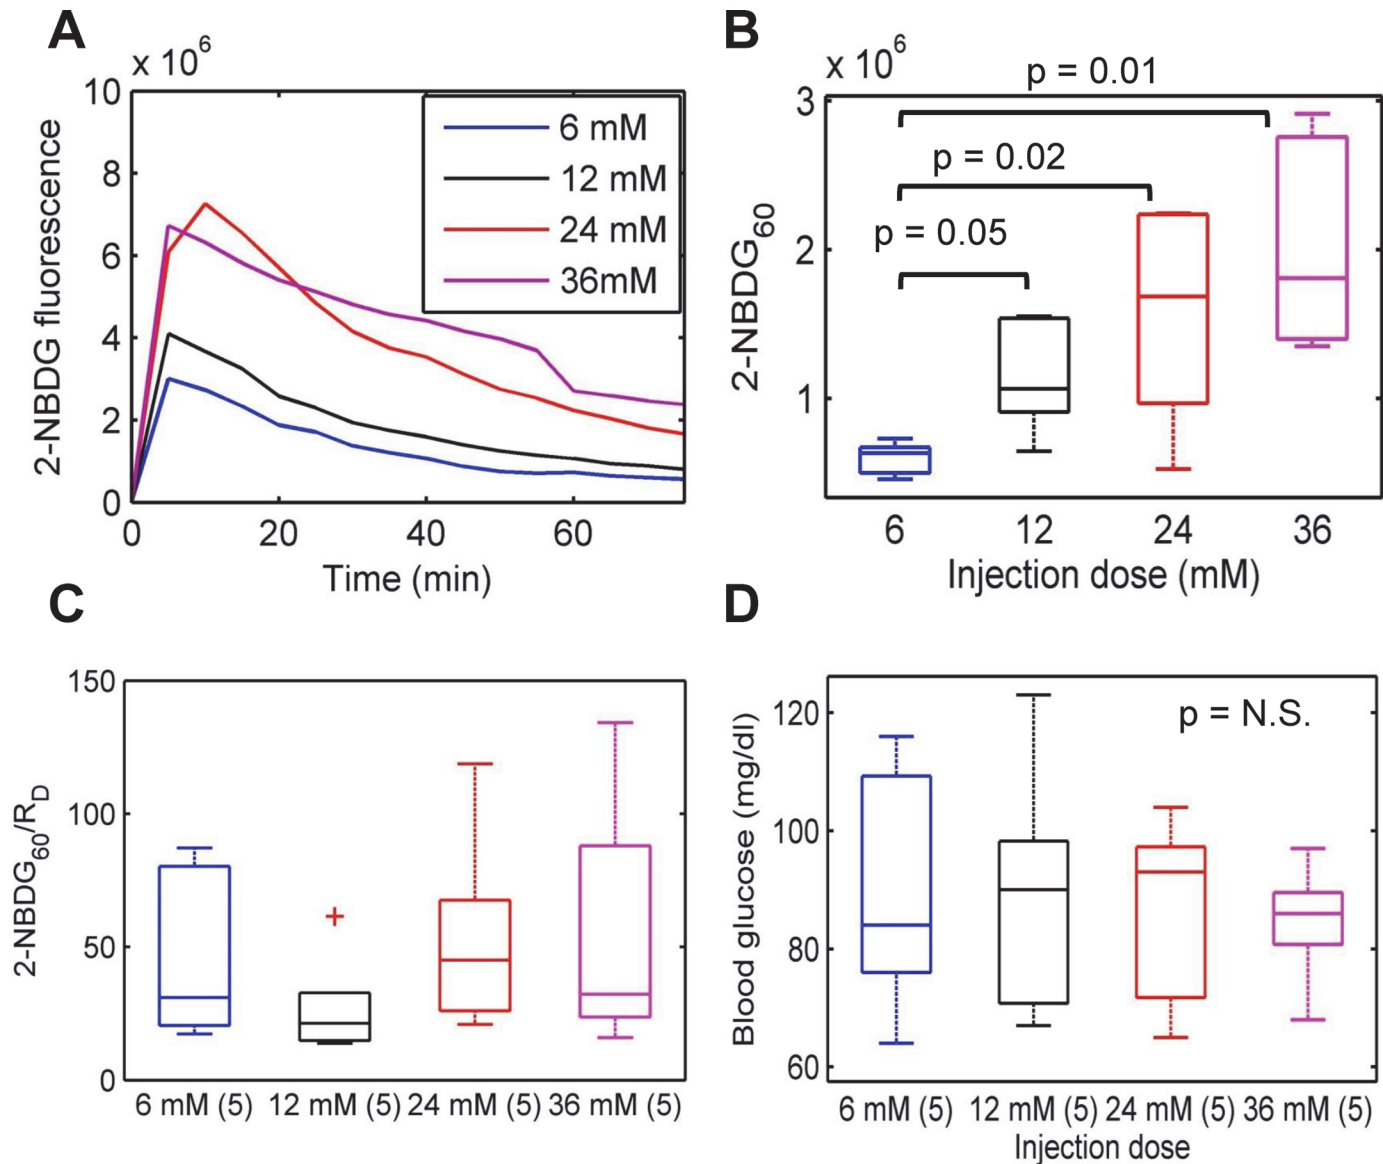 A
x 10^6
10
8
6
4
2
0
0 20 40 60
2-NBDG fluorescence
Time (min)
6 mM
12 mM
24 mM
36mM
B
x 10^6
3
2
1
2-NBDG60
p = 0.01
p = 0.02
p = 0.05
6 12 24 36
Injection dose (mM)
C
150
100
50
0
2-NBDG60/RD
6 mM (5) 12 mM (5) 24 mM (5) 36 mM (5)
D
120
100
80
60
Blood glucose (mg/dl)
p = N.S.
6 mM (5) 12 mM (5) 24 mM (5) 36 mM (5)
Injection dose